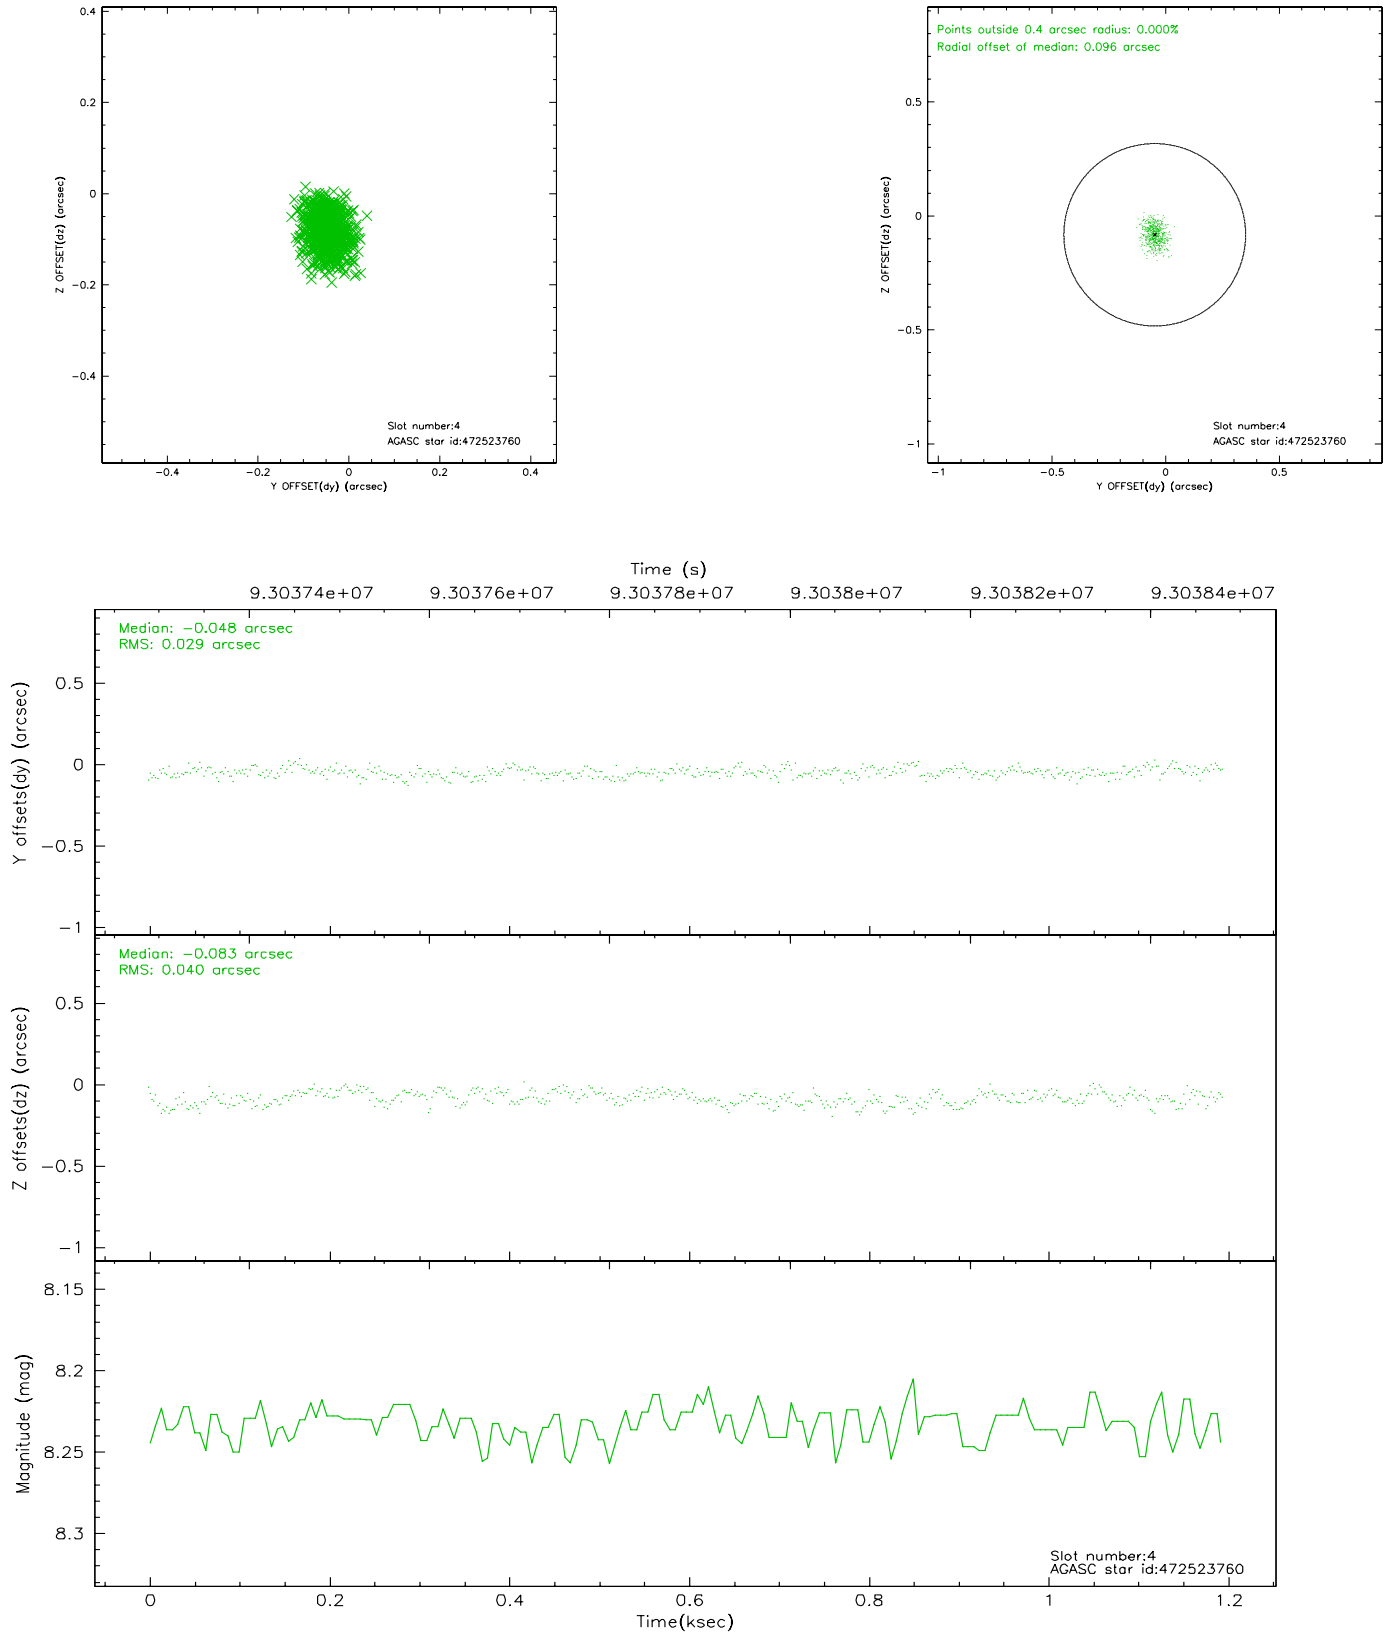 0.4
0.2
0
-0.2
-0.4
Z OFFSET(dz) (arcsec)
Slot number:4
AGASC star id:472523760
-0.4 -0.2 0 0.2 0.4
Y OFFSET(dy) (arcsec)
Points outside 0.4 arcsec radius: 0.000%
Radial offset of median: 0.096 arcsec
0.5
0
-0.5
-1
Z OFFSET(dz) (arcsec)
Slot number:4
AGASC star id:472523760
-1 -0.5 0 0.5
Y OFFSET(dy) (arcsec)
Time (s)
9.30374e+07 9.30376e+07 9.30378e+07 9.3038e+07 9.30382e+07 9.30384e+07
Median: -0.048 arcsec
RMS: 0.029 arcsec
0.5
0
-0.5
-1
Y offsets(dy) (arcsec)
Median: -0.083 arcsec
RMS: 0.040 arcsec
0.5
0
-0.5
-1
Z offsets(dz) (arcsec)
8.15
8.2
8.25
8.3
Magnitude (mag)
Slot number:4
AGASC star id:472523760
0 0.2 0.4 0.6 0.8 1 1.2
Time(ksec)